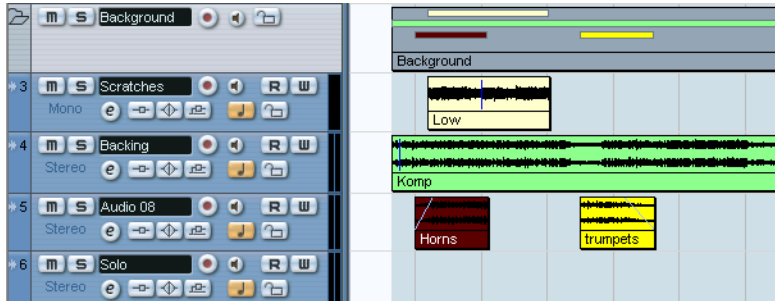 m S Background
Background
3 m S Scratches R W
Mono e
Low
4 m S Backing R W
Stereo e
Komp
5 m S Audio 08 R W
Stereo e
Horns trumpets
6 m S Solo R W
Stereo e